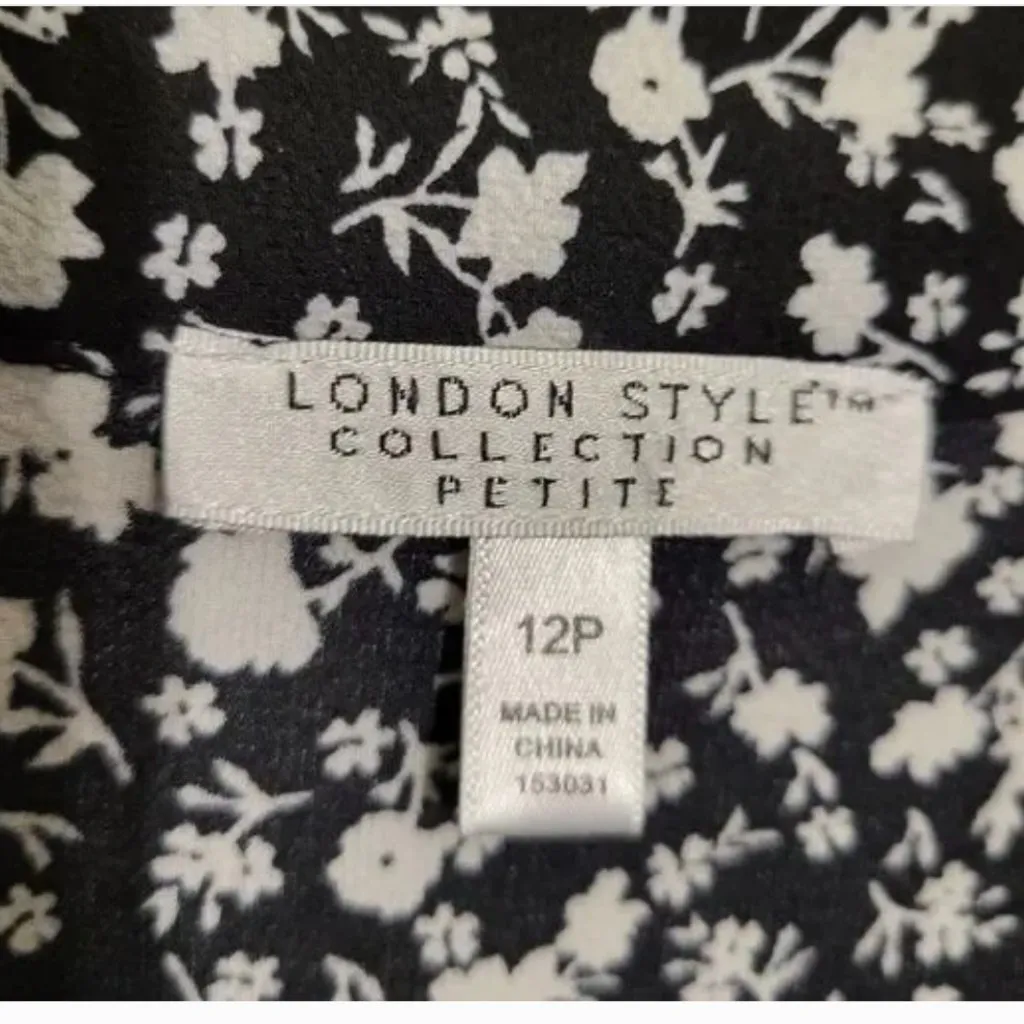 LONDON STYLE™
COLLECTION
PETITE
12P
MADE IN
CHINA
153031